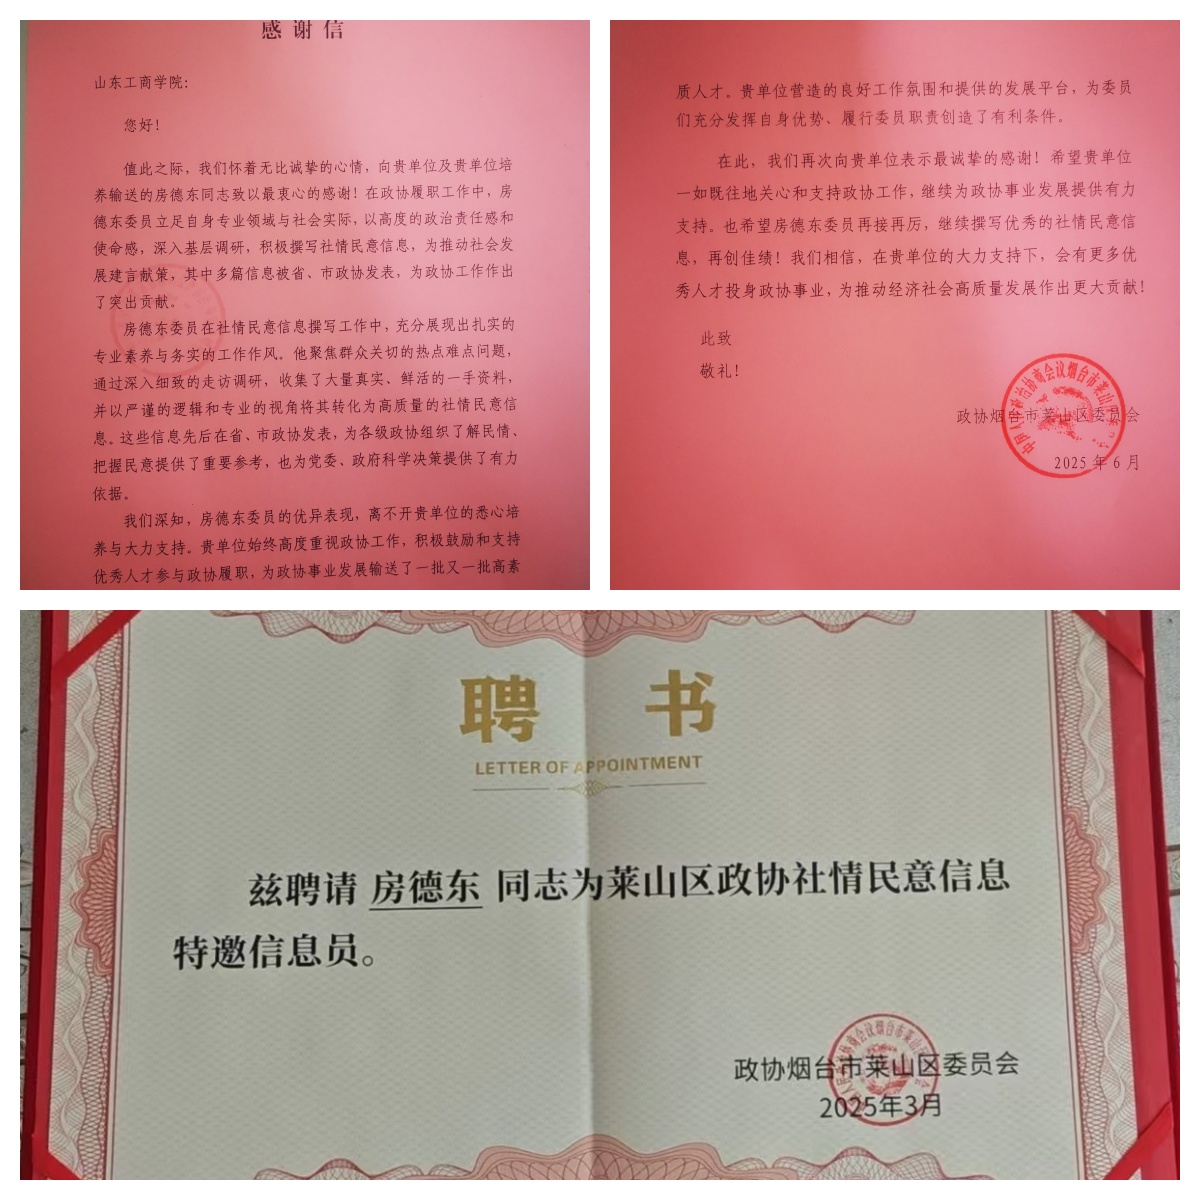 感谢信
山东工商学院：
您好！
值此之际，我们怀着无比诚挚的心情，向贵单位及贵单位培
养输送的房德东同志致以最衷心的感谢！在政协履职工作中，房
德东委员立足自身专业领域与社会实际，以高度的政治责任感和
使命感，深入基层调研，积极撰写社情民意信息，为推动社会发
展建言献策，其中多篇信息被省、市政协发表，为政协工作作出
了突出贡献。
房德东委员在社情民意信息撰写工作中，充分展现出扎实的
专业素养与务实的工作作风。他聚焦群众关切的热点难点问题，
通过深入细致的走访调研，收集了大量真实、鲜活的一手资料，
并以严谨的逻辑和专业的视角将其转化为高质量的社情民意信
息。这些信息先后在省、市政协发表，为各级政协组织了解民情、
把握民意提供了重要参考，也为党委、政府科学决策提供了有力
依据。
我们深知，房德东委员的优异表现，离不开贵单位的悉心培
养与大力支持。贵单位始终高度重视政协工作，积极鼓励和支持
优秀人才参与政协履职，为政协事业发展输送了一批又一批高素
质人才。贵单位营造的良好工作氛围和提供的发展平台，为委员
们充分发挥自身优势、履行委员职责创造了有利条件。
在此，我们再次向贵单位表示最诚挚的感谢！希望贵单位
一如既往地关心和支持政协工作，继续为政协事业发展提供有力
支持。也希望房德东委员再接再厉，继续撰写优秀的社情民意信
息，再创佳绩！我们相信，在贵单位的大力支持下，会有更多优
秀人才投身政协事业，为推动经济社会高质量发展作出更大贡献！
此致
敬礼！
政协烟台市莱山区委员会
2025年6月
聘 书
LETTER OF APPOINTMENT
兹聘请 房德东 同志为莱山区政协社情民意信息
特邀信息员。
政协烟台市莱山区委员会
2025年3月